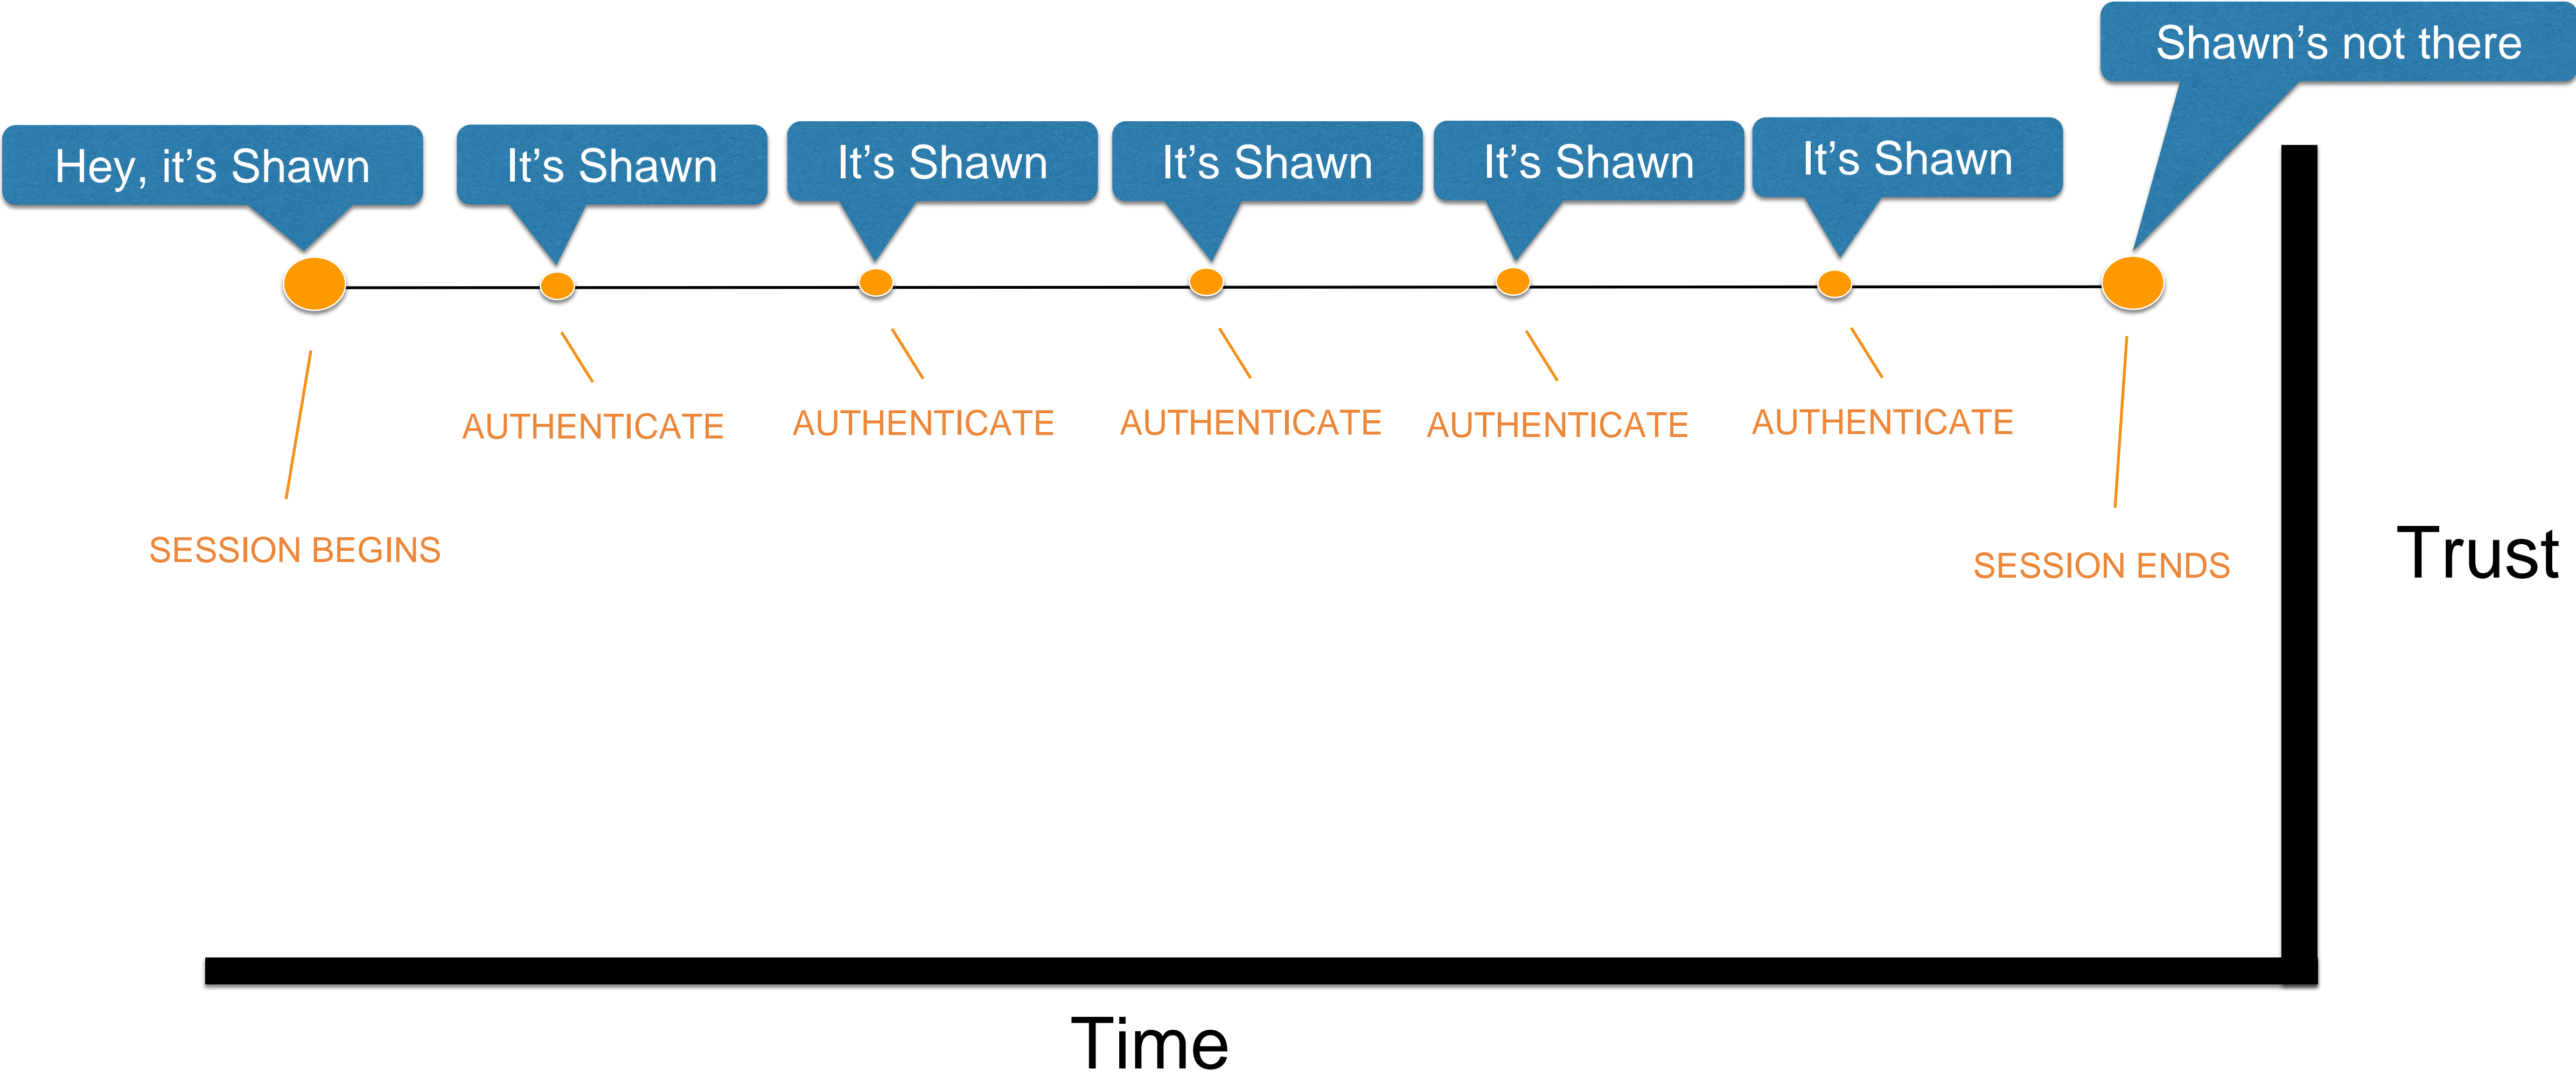 Shawn’s not there
Hey, it’s Shawn
It’s Shawn
It’s Shawn
It’s Shawn
It’s Shawn
It’s Shawn
AUTHENTICATE
AUTHENTICATE
AUTHENTICATE
AUTHENTICATE
AUTHENTICATE
SESSION BEGINS
SESSION ENDS
Trust
Time